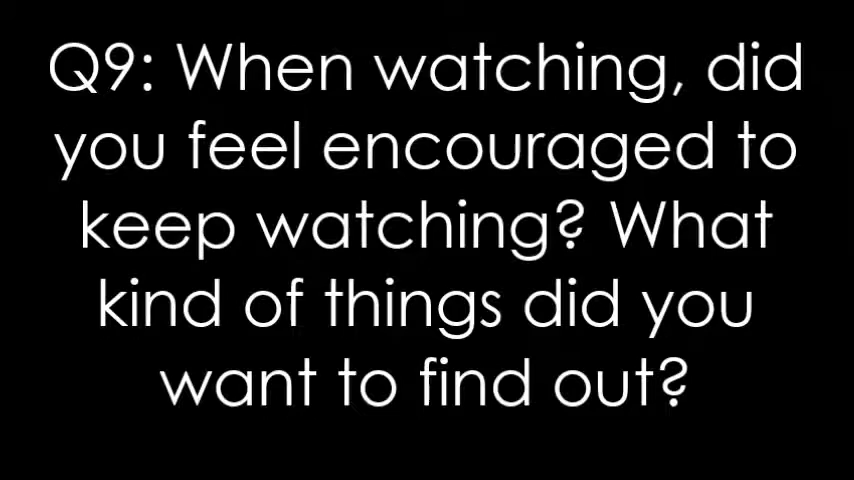 Q9: When watching, did
you feel encouraged to
keep watching? What
kind of things did you
want to find out?